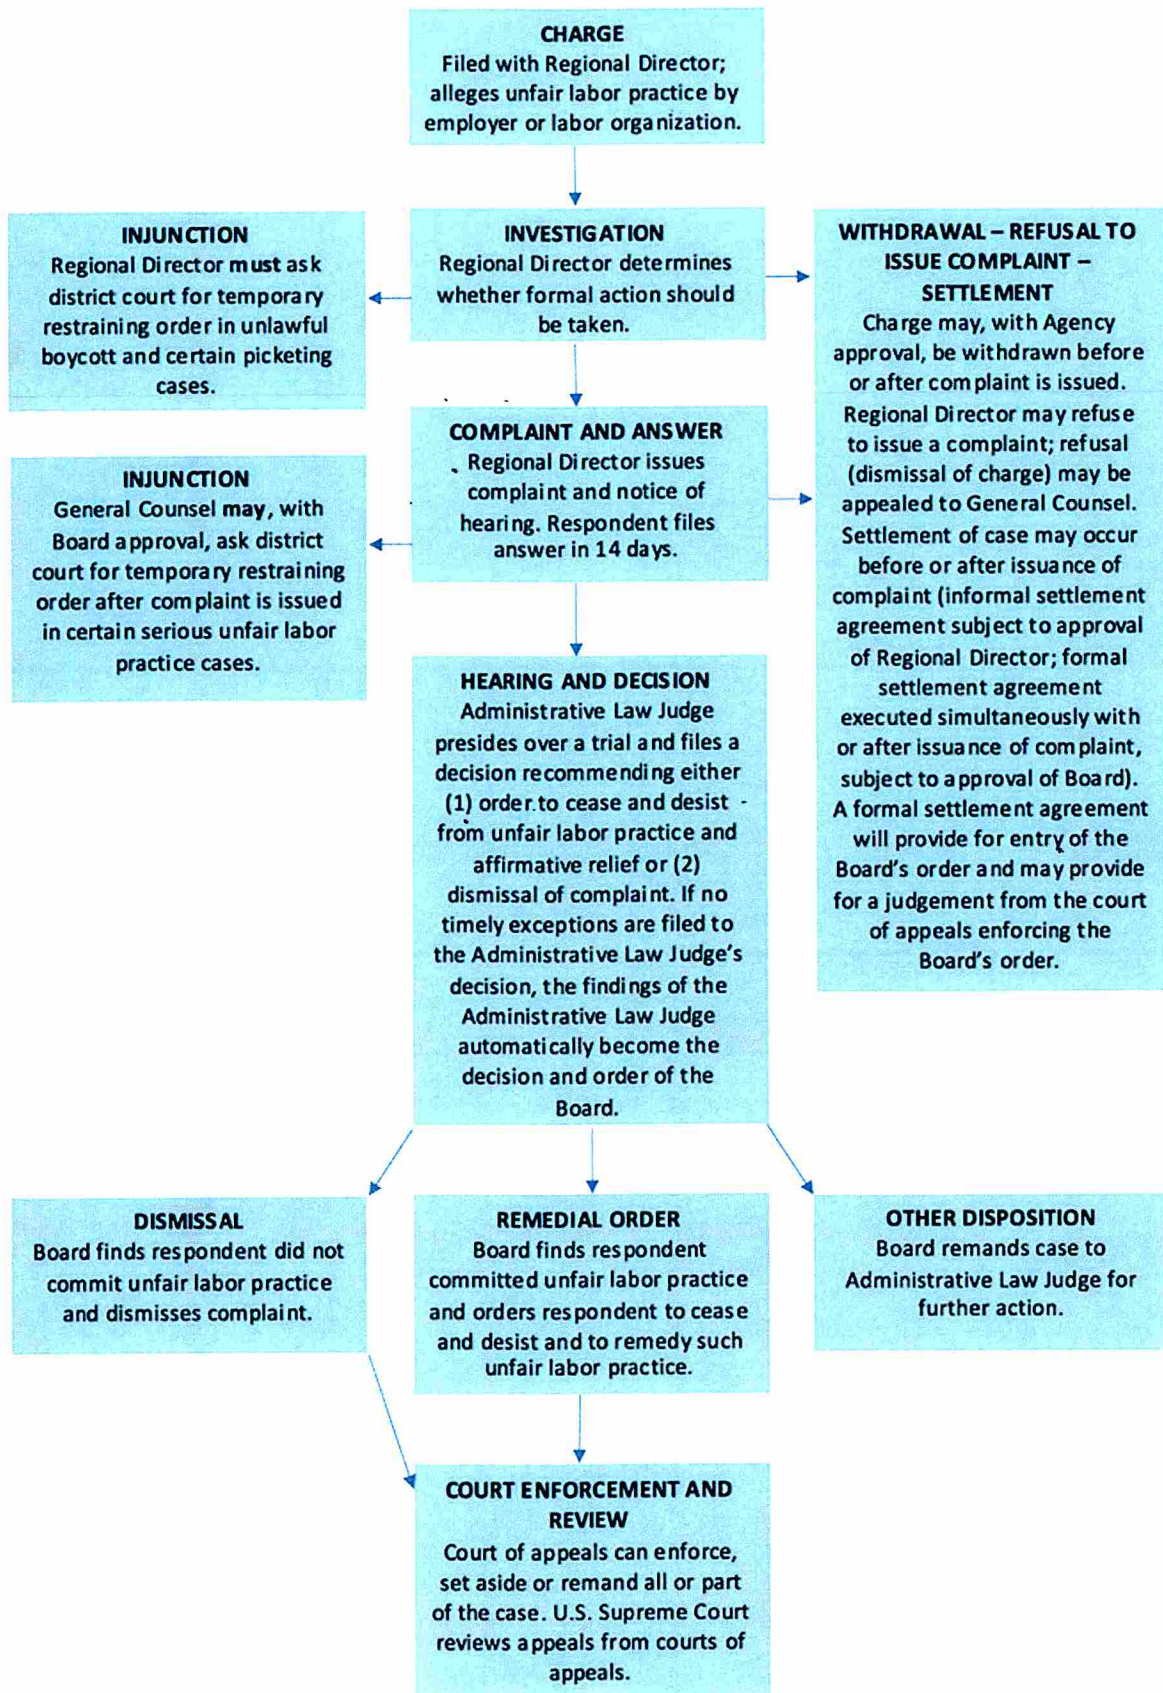 CHARGE
Filed with Regional Director;
alleges unfair labor practice by
employer or labor organization.
INJUNCTION
Regional Director must ask
district court for temporary
restraining order in unlawful
boycott and certain picketing
cases.
INVESTIGATION
Regional Director determines
whether formal action should
be taken.
WITHDRAWAL – REFUSAL TO
ISSUE COMPLAINT –
SETTLEMENT
Charge may, with Agency
approval, be withdrawn before
or after complaint is issued.
Regional Director may refuse
to issue a complaint; refusal
(dismissal of charge) may be
appealed to General Counsel.
Settlement of case may occur
before or after issuance of
complaint (informal settlement
agreement subject to approval
of Regional Director; formal
settlement agreement
executed simultaneously with
or after issuance of complaint,
subject to approval of Board).
A formal settlement agreement
will provide for entry of the
Board's order and may provide
for a judgement from the court
of appeals enforcing the
Board's order.
COMPLAINT AND ANSWER
Regional Director issues
complaint and notice of
hearing. Respondent files
answer in 14 days.
INJUNCTION
General Counsel may, with
Board approval, ask district
court for temporary restraining
order after complaint is issued
in certain serious unfair labor
practice cases.
HEARING AND DECISION
Administrative Law Judge
presides over a trial and files a
decision recommending either
(1) order to cease and desist
from unfair labor practice and
affirmative relief or (2)
dismissal of complaint. If no
timely exceptions are filed to
the Administrative Law Judge's
decision, the findings of the
Administrative Law Judge
automatically become the
decision and order of the
Board.
DISMISSAL
Board finds respondent did not
commit unfair labor practice
and dismisses complaint.
REMEDIAL ORDER
Board finds respondent
committed unfair labor practice
and orders respondent to cease
and desist and to remedy such
unfair labor practice.
OTHER DISPOSITION
Board remands case to
Administrative Law Judge for
further action.
COURT ENFORCEMENT AND
REVIEW
Court of appeals can enforce,
set aside or remand all or part
of the case. U.S. Supreme Court
reviews appeals from courts of
appeals.